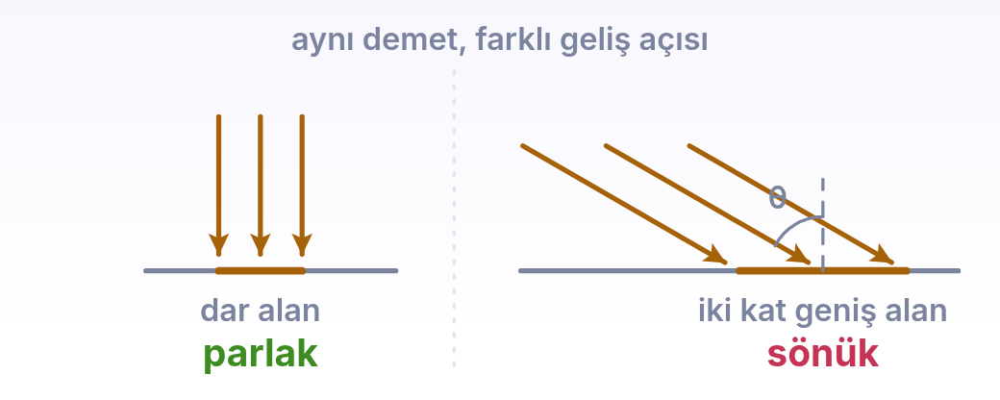 aynı demet, farklı geliş açısı
θ
dar alan
parlak
iki kat geniş alan
sönük